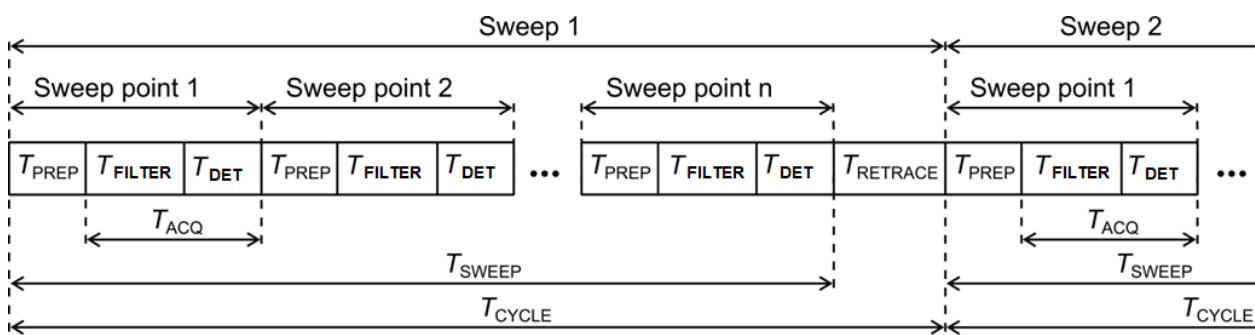 Sweep 1 Sweep 2
Sweep point 1 Sweep point 2 Sweep point n Sweep point 1
TPREP TFILTER TDET TPREP TFILTER TDET ••• TPREP TFILTER TDET TRETRACE TPREP TFILTER TDET •••
TACQ TACQ
TSWEEP TSWEEP
TCYCLE TCYCLE